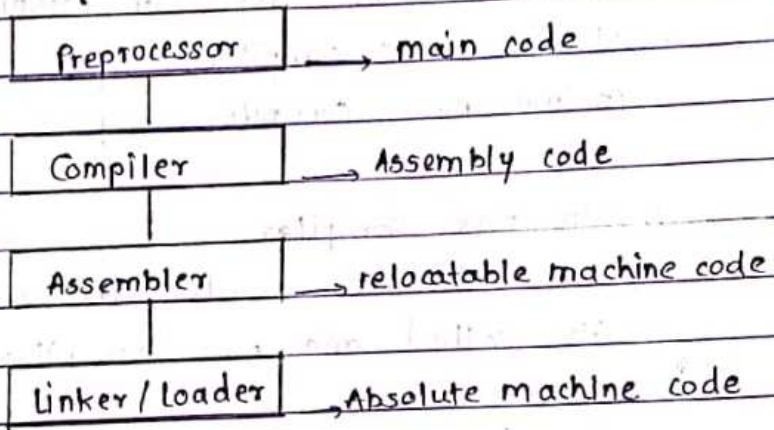 Preprocessor → main code
Compiler → Assembly code
Assembler → relocatable machine code
Linker / Loader → Absolute machine code